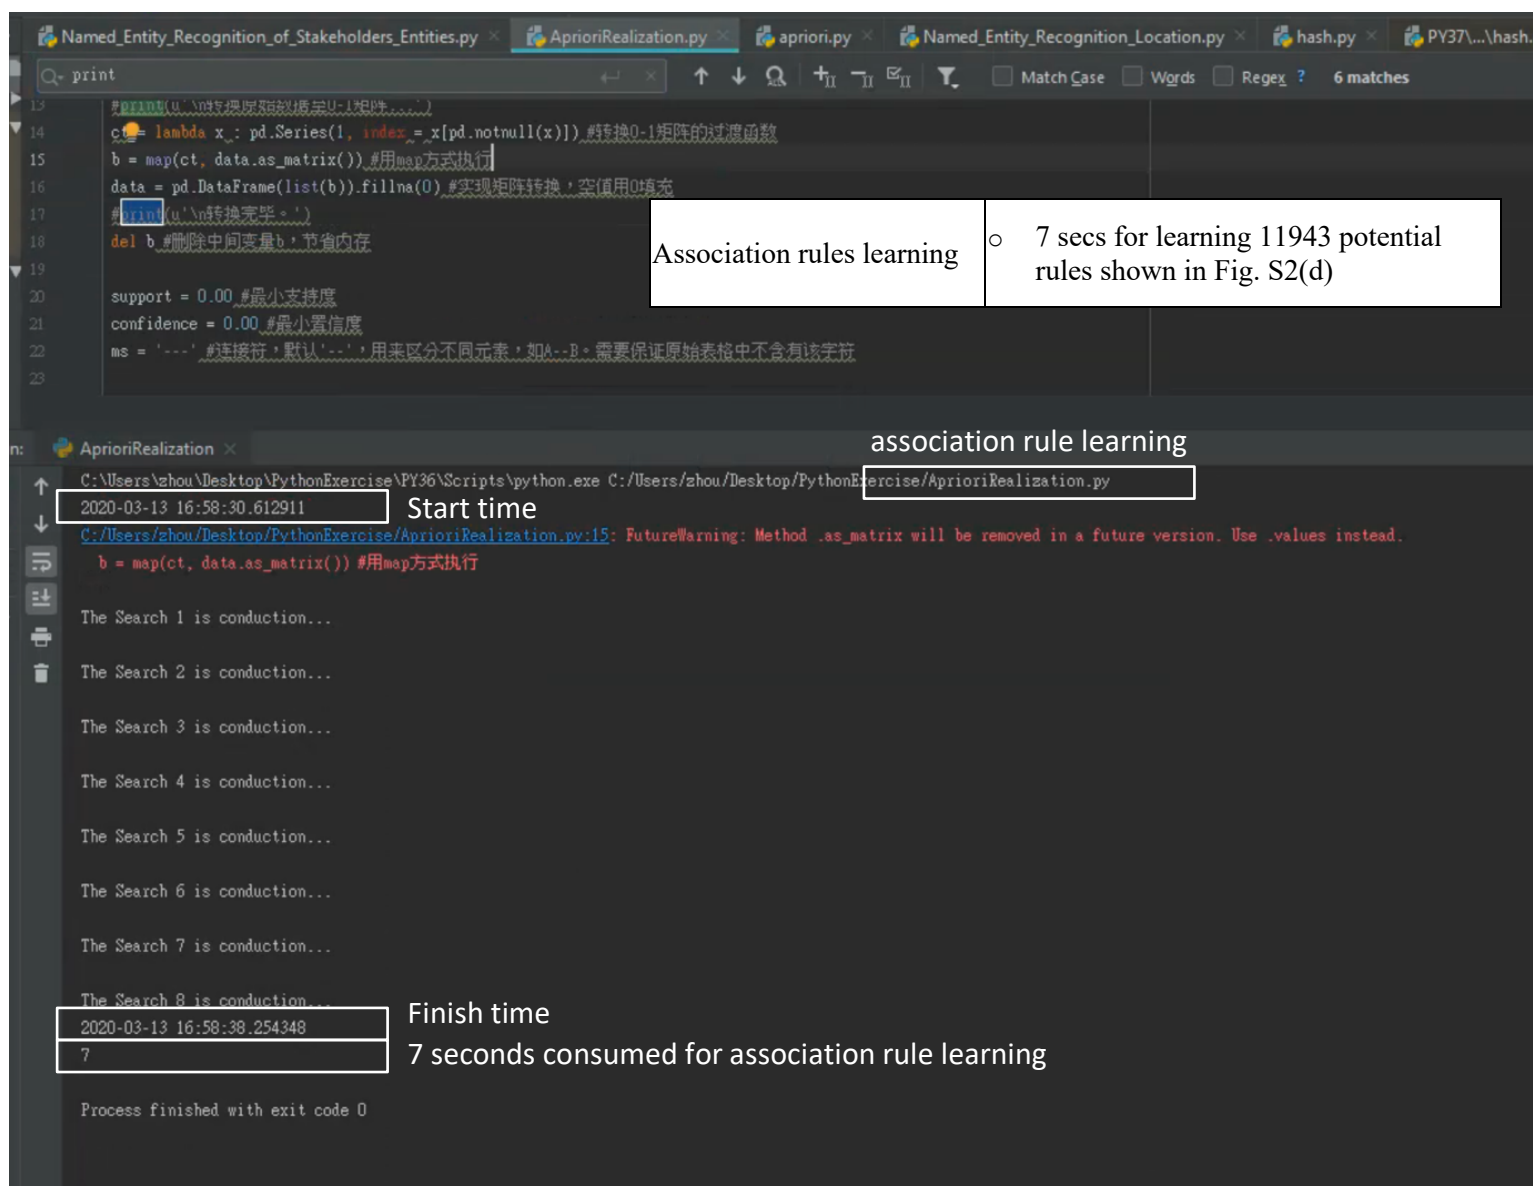 Named_Entity_Recognition_of_Stakeholders_Entities.py × AprioriRealization.py × apriori.py × Named_Entity_Recognition_Location.py × hash.py × PY37\...\hash.
print
Match Case Words Regex ? 6 matches
13 #print(u'\n转换原始数据至0-1矩阵...')
14 ct = lambda x : pd.Series(1, index = x[pd.notnull(x)]) #转换0-1矩阵的过渡函数
15 b = map(ct, data.as_matrix()) #用map方式执行
16 data = pd.DataFrame(list(b)).fillna(0) #实现矩阵转换，空值用0填充
17 #print(u'\n转换完毕。')
18 del b #删除中间变量b，节省内存
19
20 support = 0.00 #最小支持度
21 confidence = 0.00 #最小置信度
22 ms = '---' #连接符，默认'--'，用来区分不同元素，如A--B。需要保证原始表格中不含有该字符
23
Association rules learning
○ 7 secs for learning 11943 potential
rules shown in Fig. S2(d)
n: AprioriRealization ×
association rule learning
C:\Users\zhou\Desktop\PythonExercise\PY36\Scripts\python.exe C:/Users/zhou/Desktop/PythonExercise/AprioriRealization.py
2020-03-13 16:58:30.612911
Start time
C:/Users/zhou/Desktop/PythonExercise/AprioriRealization.py:15: FutureWarning: Method .as_matrix will be removed in a future version. Use .values instead.
b = map(ct, data.as_matrix()) #用map方式执行
The Search 1 is conduction...
The Search 2 is conduction...
The Search 3 is conduction...
The Search 4 is conduction...
The Search 5 is conduction...
The Search 6 is conduction...
The Search 7 is conduction...
The Search 8 is conduction...
2020-03-13 16:58:38.254348
Finish time
7
7 seconds consumed for association rule learning
Process finished with exit code 0